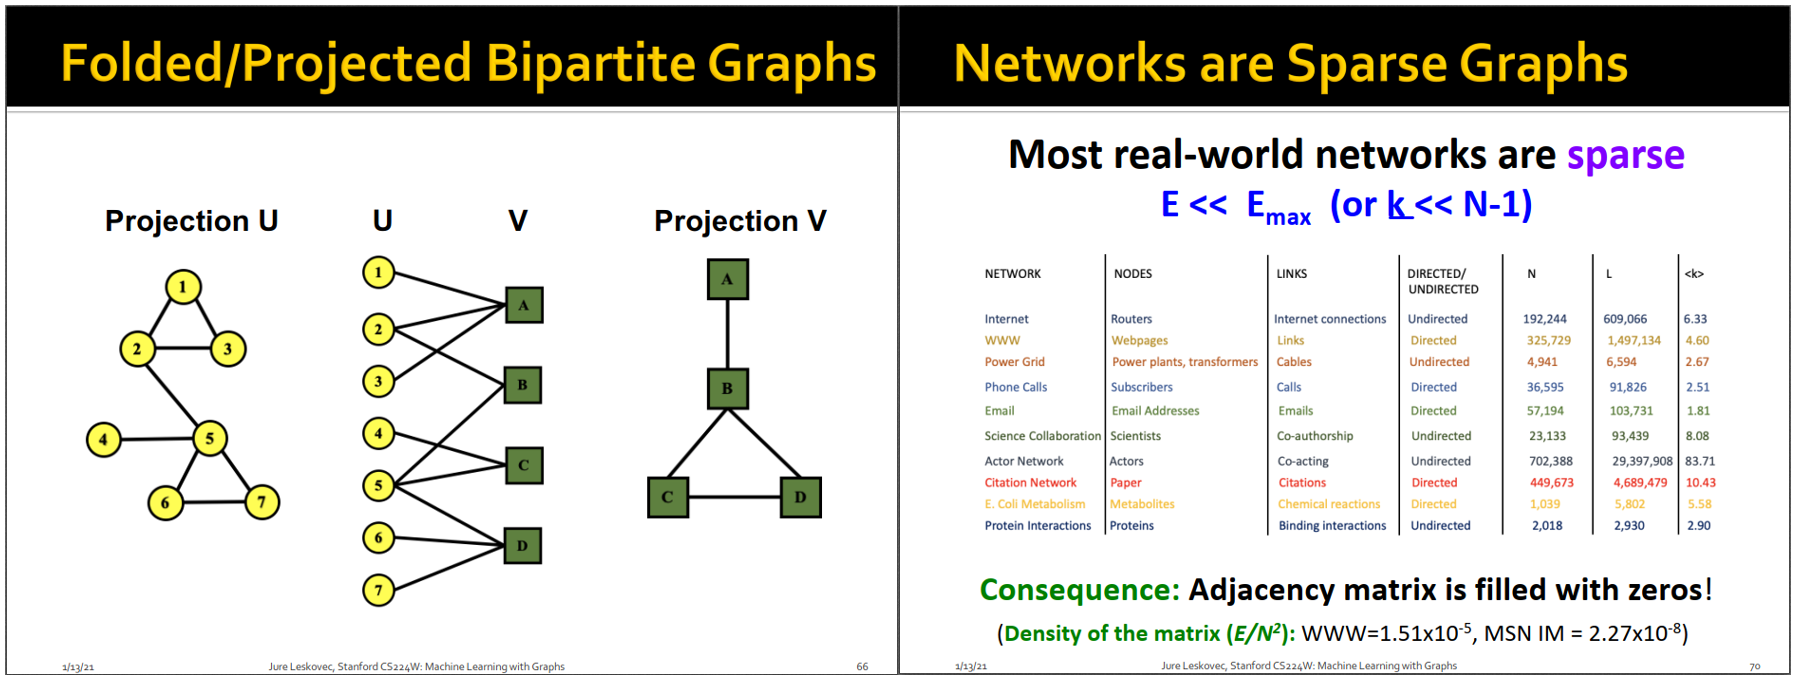 Folded/Projected Bipartite Graphs
Projection U
U
V
Projection V
1
2
3
4
5
6
7
1
2
3
4
5
6
7
A
B
C
D
A
B
C
D
1/13/21
Jure Leskovec, Stanford CS224W: Machine Learning with Graphs
66
Networks are Sparse Graphs
Most real-world networks are sparse
E << Emax (or k << N-1)
NETWORK NODES LINKS DIRECTED/ UNDIRECTED N L <k>
Internet Routers Internet connections Undirected 192,244 609,066 6.33
WWW Webpages Links Directed 325,729 1,497,134 4.60
Power Grid Power plants, transformers Cables Undirected 4,941 6,594 2.67
Phone Calls Subscribers Calls Directed 36,595 91,826 2.51
Email Email Addresses Emails Directed 57,194 103,731 1.81
Science Collaboration Scientists Co-authorship Undirected 23,133 93,439 8.08
Actor Network Actors Co-acting Undirected 702,388 29,397,908 83.71
Citation Network Paper Citations Directed 449,673 4,689,479 10.43
E. Coli Metabolism Metabolites Chemical reactions Directed 1,039 5,802 5.58
Protein Interactions Proteins Binding interactions Undirected 2,018 2,930 2.90
Consequence: Adjacency matrix is filled with zeros!
(Density of the matrix (E/N²): WWW=1.51x10⁻⁵, MSN IM = 2.27x10⁻⁸)
1/13/21
Jure Leskovec, Stanford CS224W: Machine Learning with Graphs
70